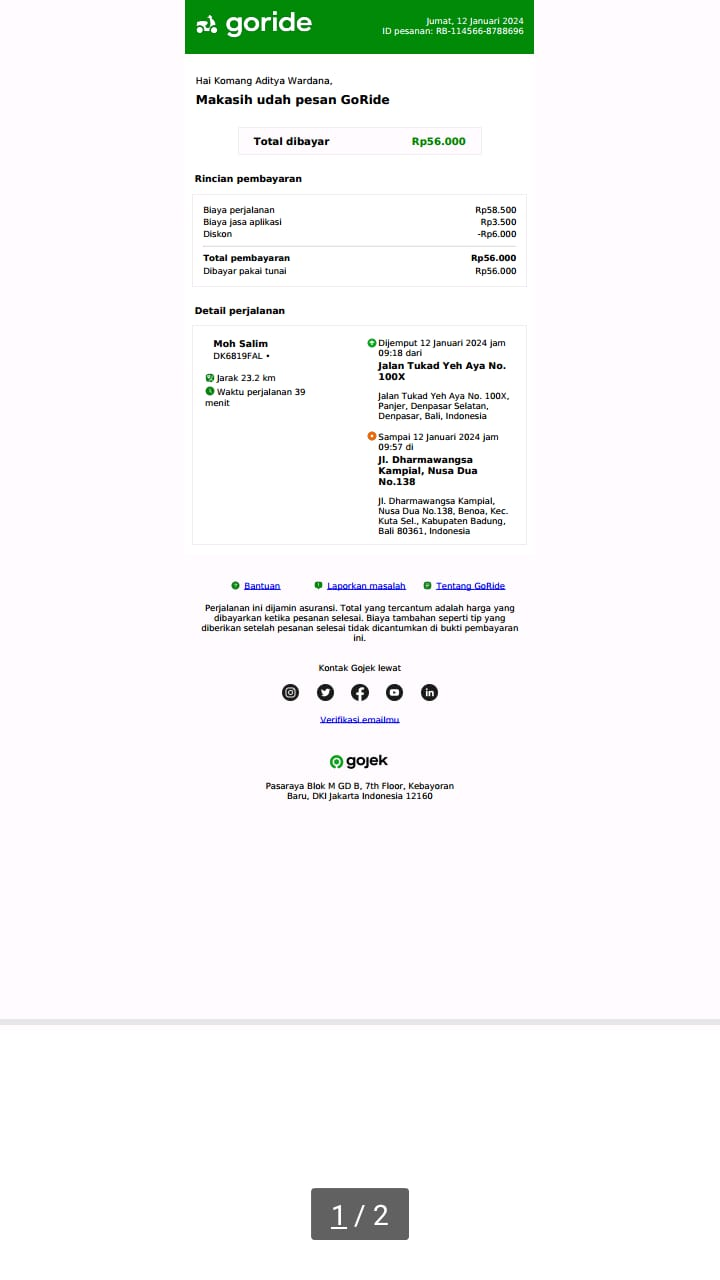 goride
Jumat, 12 Januari 2024
ID pesanan: RB-114566-8788696
Hai Komang Aditya Wardana,
Makasih udah pesan GoRide
Total dibayar Rp56.000
Rincian pembayaran
Biaya perjalanan Rp58.500
Biaya jasa aplikasi Rp3.500
Diskon -Rp6.000
Total pembayaran Rp56.000
Dibayar pakai tunai Rp56.000
Detail perjalanan
Moh Salim
DK6819FAL •
Jarak 23.2 km
Waktu perjalanan 39
menit
Dijemput 12 Januari 2024 jam
09:18 dari
Jalan Tukad Yeh Aya No.
100X
Jalan Tukad Yeh Aya No. 100X,
Panjer, Denpasar Selatan,
Denpasar, Bali, Indonesia
Sampai 12 Januari 2024 jam
09:57 di
Jl. Dharmawangsa
Kampial, Nusa Dua
No.138
Jl. Dharmawangsa Kampial,
Nusa Dua No.138, Benoa, Kec.
Kuta Sel., Kabupaten Badung,
Bali 80361, Indonesia
Bantuan Laporkan masalah Tentang GoRide
Perjalanan ini dijamin asuransi. Total yang tercantum adalah harga yang
dibayarkan ketika pesanan selesai. Biaya tambahan seperti tip yang
diberikan setelah pesanan selesai tidak dicantumkan di bukti pembayaran
ini.
Kontak Gojek lewat
Verifikasi emailmu
gojek
Pasaraya Blok M GD B, 7th Floor, Kebayoran
Baru, DKI Jakarta Indonesia 12160
1 / 2